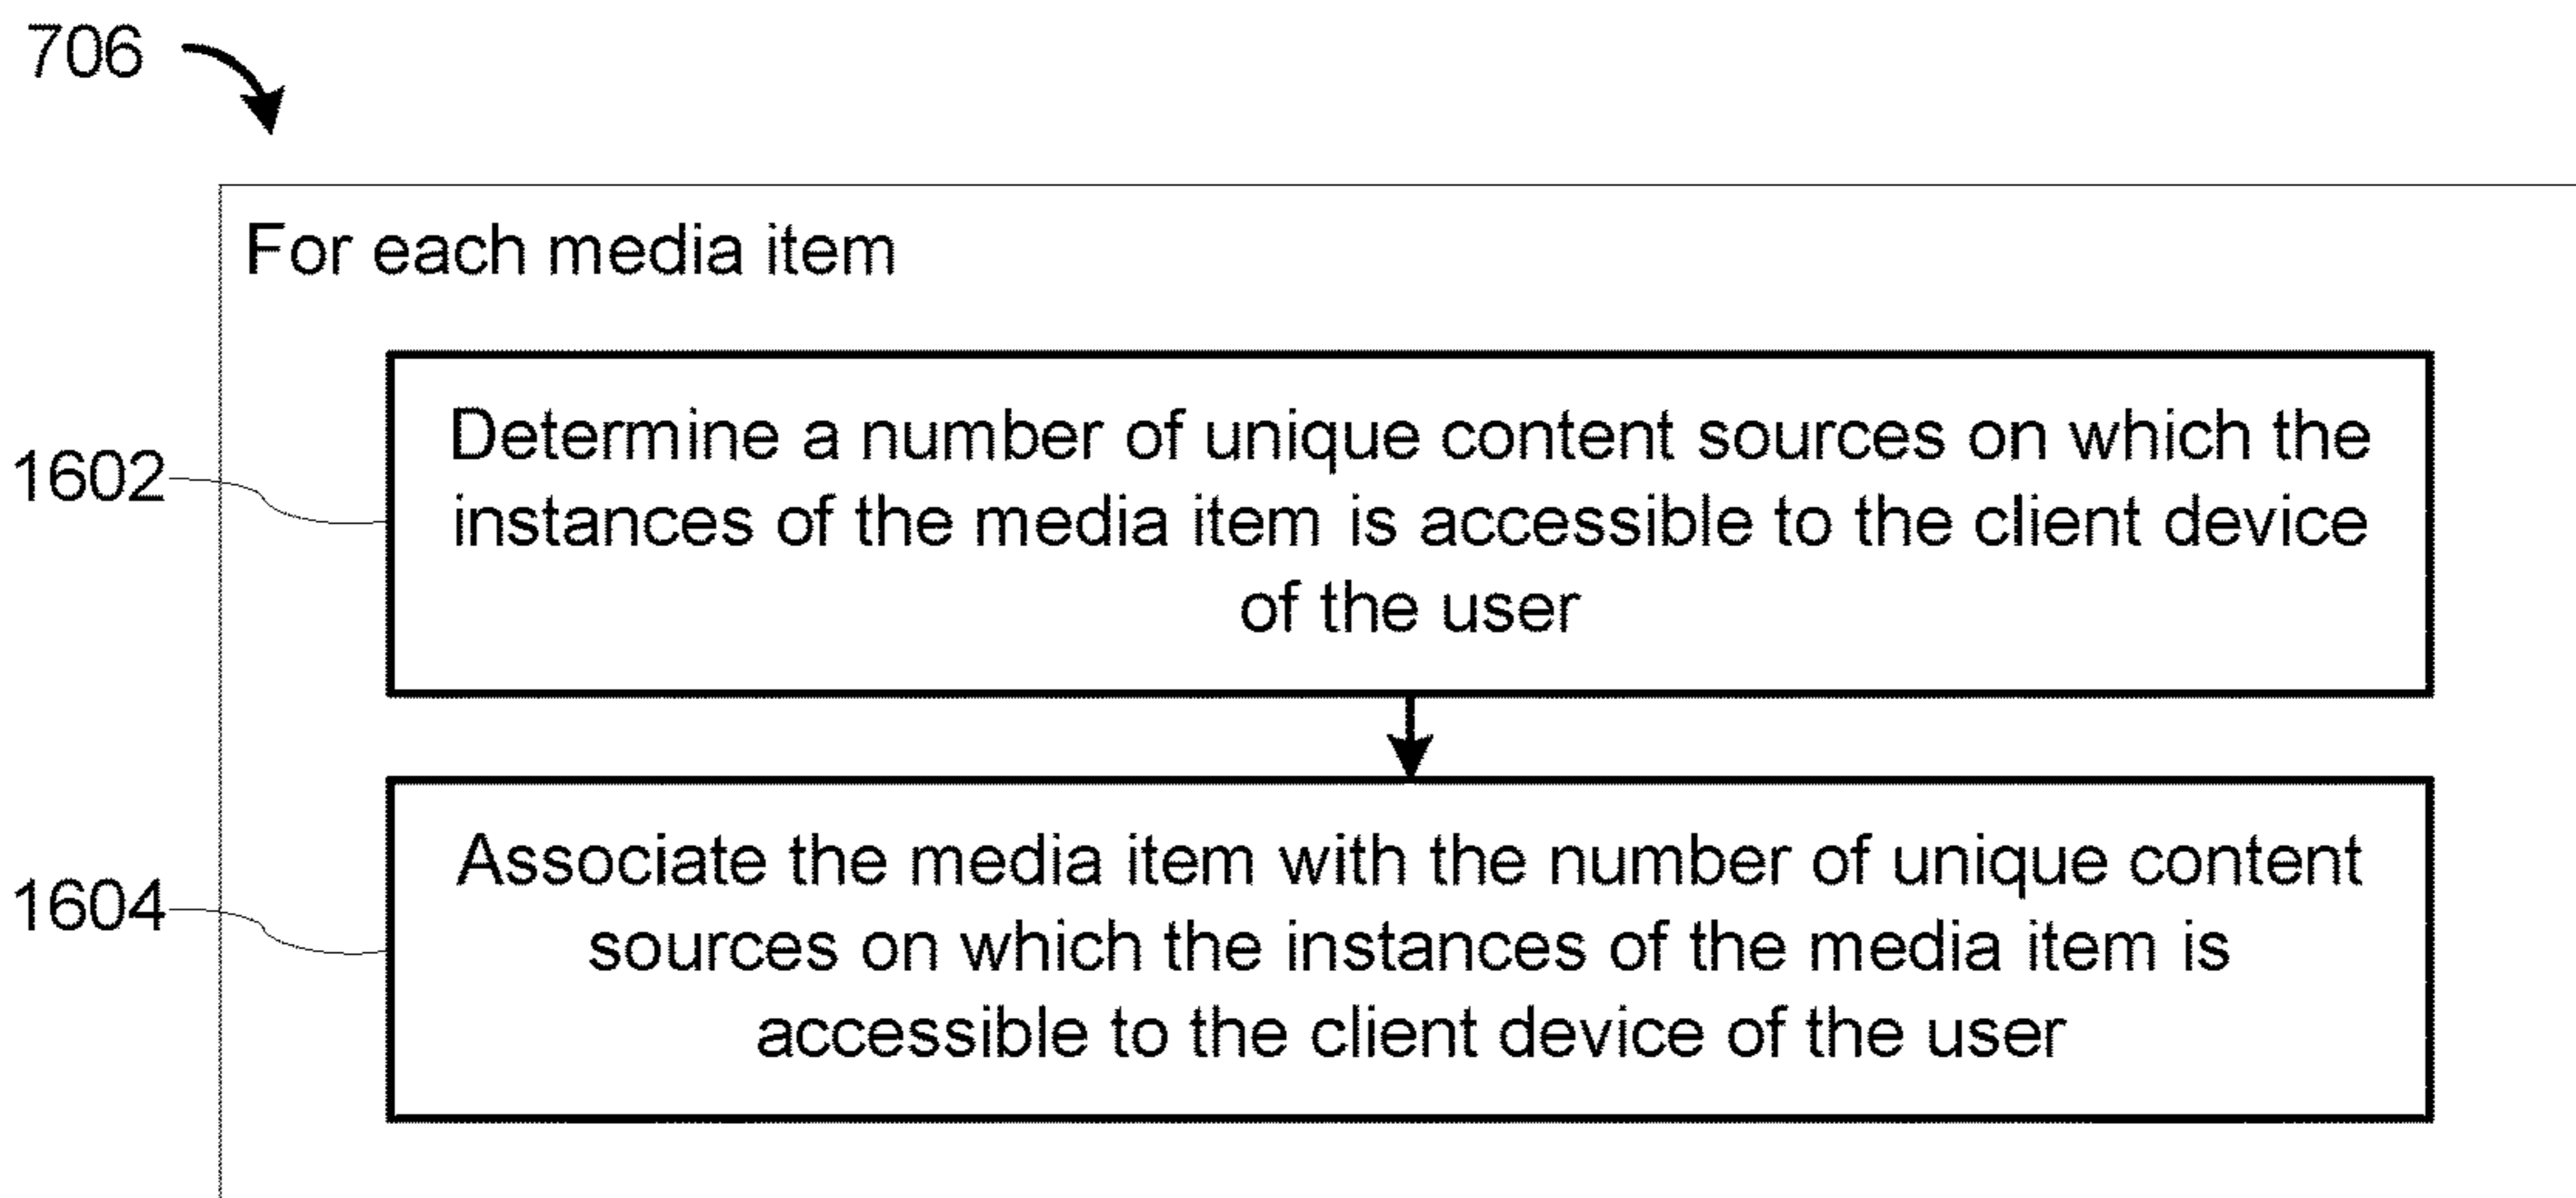 706
For each media item
Determine a number of unique content sources on which the
1602
instances of the media item is accessible to the client device
of the user
Associate the media item with the number of unique content
1604
sources on which the instances of the media item is
accessible to the client device of the user